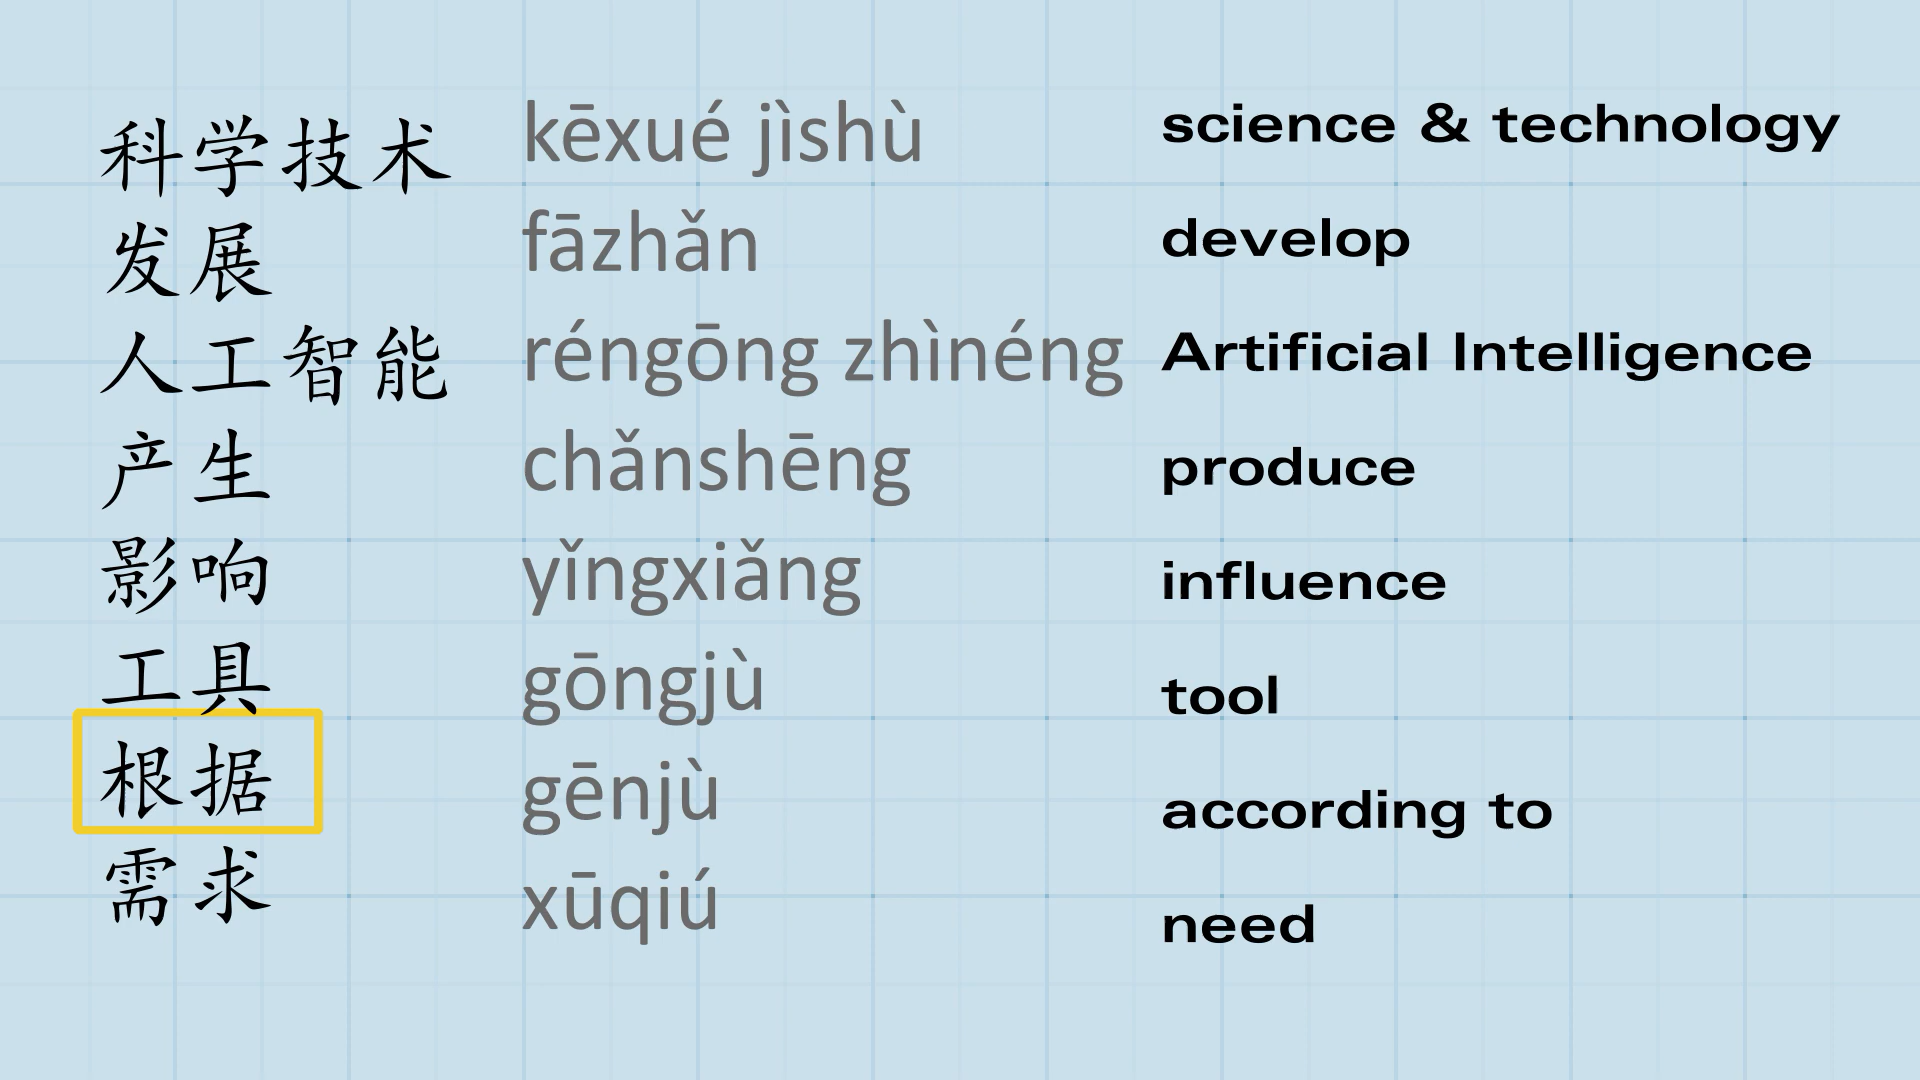 科学技术 kēxué jìshù science & technology
发展 fāzhǎn develop
人工智能 réngōng zhìnéng Artificial Intelligence
产生 chǎnshēng produce
影响 yǐngxiǎng influence
工具 gōngjù tool
根据 gēnjù according to
需求 xūqiú need